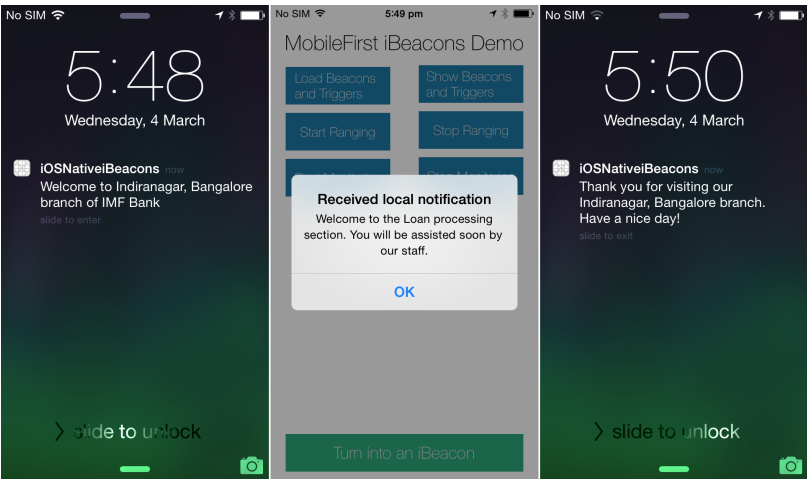 No SIM
5:48
Wednesday, 4 March
iOSNativeiBeacons now
Welcome to Indiranagar, Bangalore
branch of IMF Bank
slide to enter
slide to unlock
No SIM
5:49 pm
MobileFirst iBeacons Demo
Load Beacons
and Triggers
Show Beacons
and Triggers
Start Ranging
Stop Ranging
Received local notification
Welcome to the Loan processing
section. You will be assisted soon by
our staff.
OK
Turn into an iBeacon
No SIM
5:50
Wednesday, 4 March
iOSNativeiBeacons now
Thank you for visiting our
Indiranagar, Bangalore branch.
Have a nice day!
slide to exit
slide to unlock